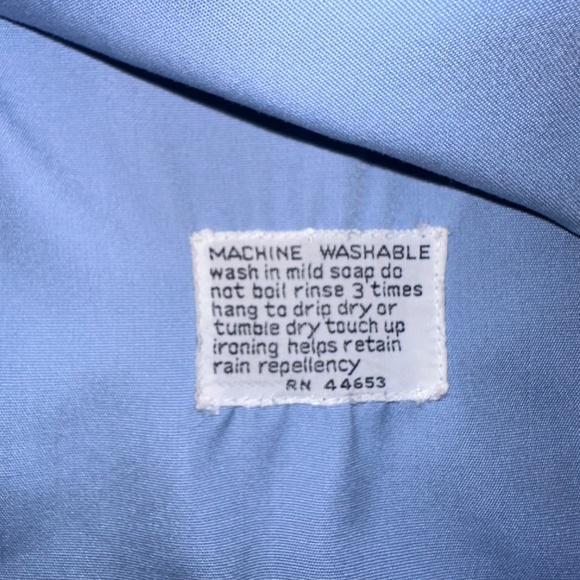 MACHINE WASHABLE
wash in mild soap do
not boil rinse 3 times
hang to drip dry or
tumble dry touch up
ironing helps retain
rain repellency
RN 44653